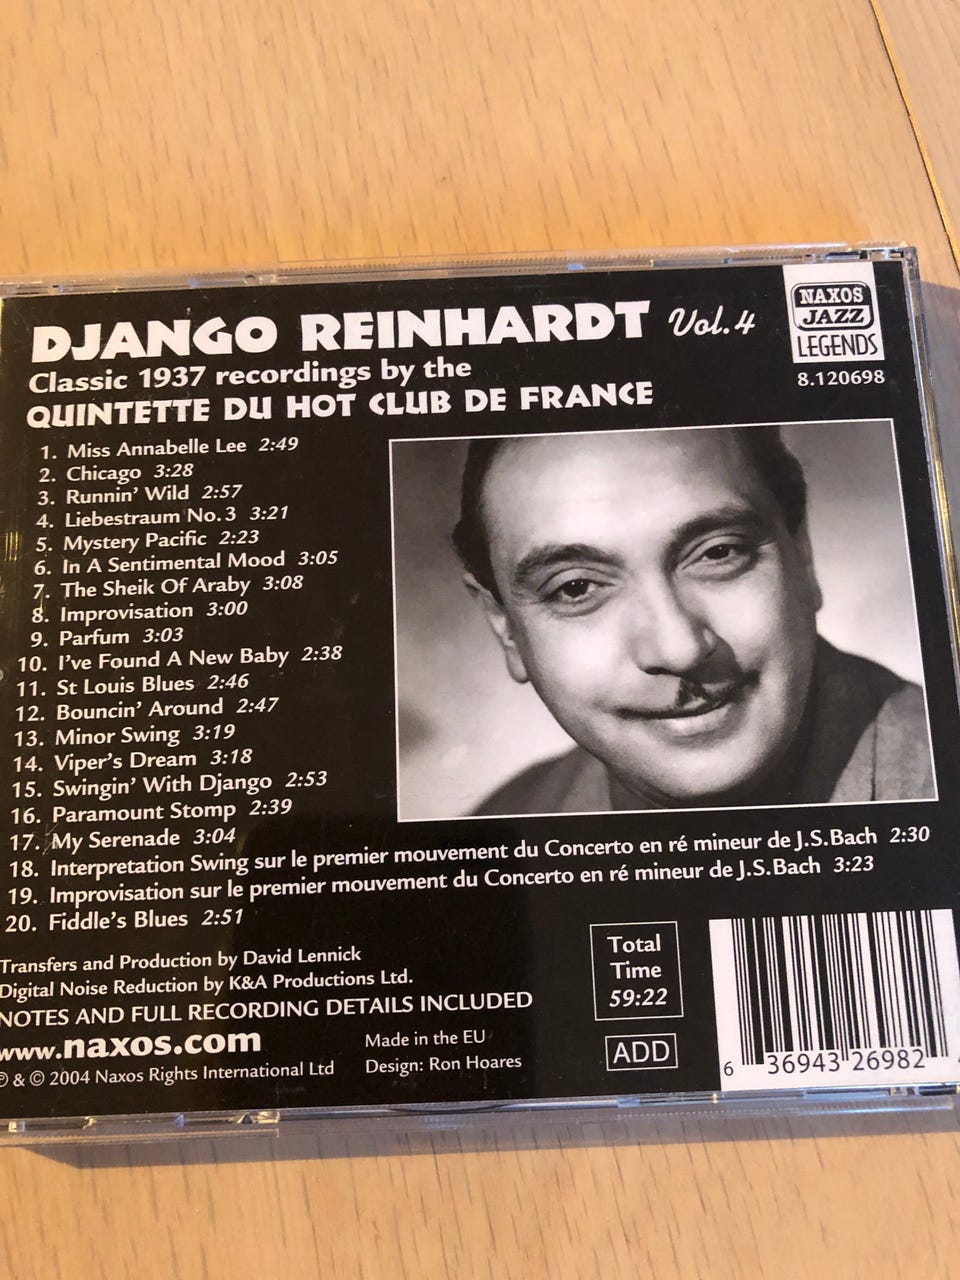 DJANGO REINHARDT Vol. 4
Classic 1937 recordings by the
QUINTETTE DU HOT CLUB DE FRANCE
NAXOS
JAZZ
LEGENDS
8.120698
1. Miss Annabelle Lee 2:49
2. Chicago 3:28
3. Runnin' Wild 2:57
4. Liebestraum No. 3 3:21
5. Mystery Pacific 2:23
6. In A Sentimental Mood 3:05
7. The Sheik Of Araby 3:08
8. Improvisation 3:00
9. Parfum 3:03
10. I've Found A New Baby 2:38
11. St Louis Blues 2:46
12. Bouncin' Around 2:47
13. Minor Swing 3:19
14. Viper's Dream 3:18
15. Swingin' With Django 2:53
16. Paramount Stomp 2:39
17. My Serenade 3:04
18. Interpretation Swing sur le premier mouvement du Concerto en ré mineur de J.S. Bach 2:30
19. Improvisation sur le premier mouvement du Concerto en ré mineur de J.S. Bach 3:23
20. Fiddle's Blues 2:51
Transfers and Production by David Lennick
Digital Noise Reduction by K&A Productions Ltd.
NOTES AND FULL RECORDING DETAILS INCLUDED
www.naxos.com
℗ & © 2004 Naxos Rights International Ltd
Made in the EU
Design: Ron Hoares
Total
Time
59:22
ADD
6 36943 26982